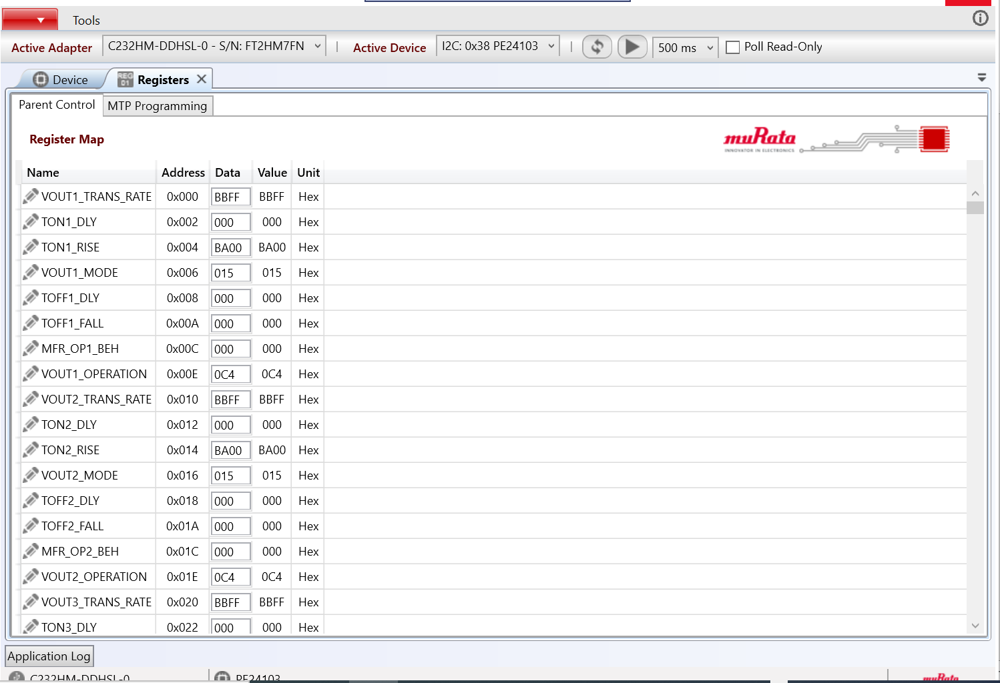 Tools
Active Adapter C232HM-DDHSL-0 - S/N: FT2HM7FN | Active Device I2C: 0x38 PE24103 | 500 ms Poll Read-Only
Device REG 01 Registers
Parent Control MTP Programming
Register Map
muRata
INNOVATOR IN ELECTRONICS
Name Address Data Value Unit
VOUT1_TRANS_RATE 0x000 BBFF BBFF Hex
TON1_DLY 0x002 000 000 Hex
TON1_RISE 0x004 BA00 BA00 Hex
VOUT1_MODE 0x006 015 015 Hex
TOFF1_DLY 0x008 000 000 Hex
TOFF1_FALL 0x00A 000 000 Hex
MFR_OP1_BEH 0x00C 000 000 Hex
VOUT1_OPERATION 0x00E 0C4 0C4 Hex
VOUT2_TRANS_RATE 0x010 BBFF BBFF Hex
TON2_DLY 0x012 000 000 Hex
TON2_RISE 0x014 BA00 BA00 Hex
VOUT2_MODE 0x016 015 015 Hex
TOFF2_DLY 0x018 000 000 Hex
TOFF2_FALL 0x01A 000 000 Hex
MFR_OP2_BEH 0x01C 000 000 Hex
VOUT2_OPERATION 0x01E 0C4 0C4 Hex
VOUT3_TRANS_RATE 0x020 BBFF BBFF Hex
TON3_DLY 0x022 000 000 Hex
Application Log
C232HM-DDHSL-0 PE24103 muRata